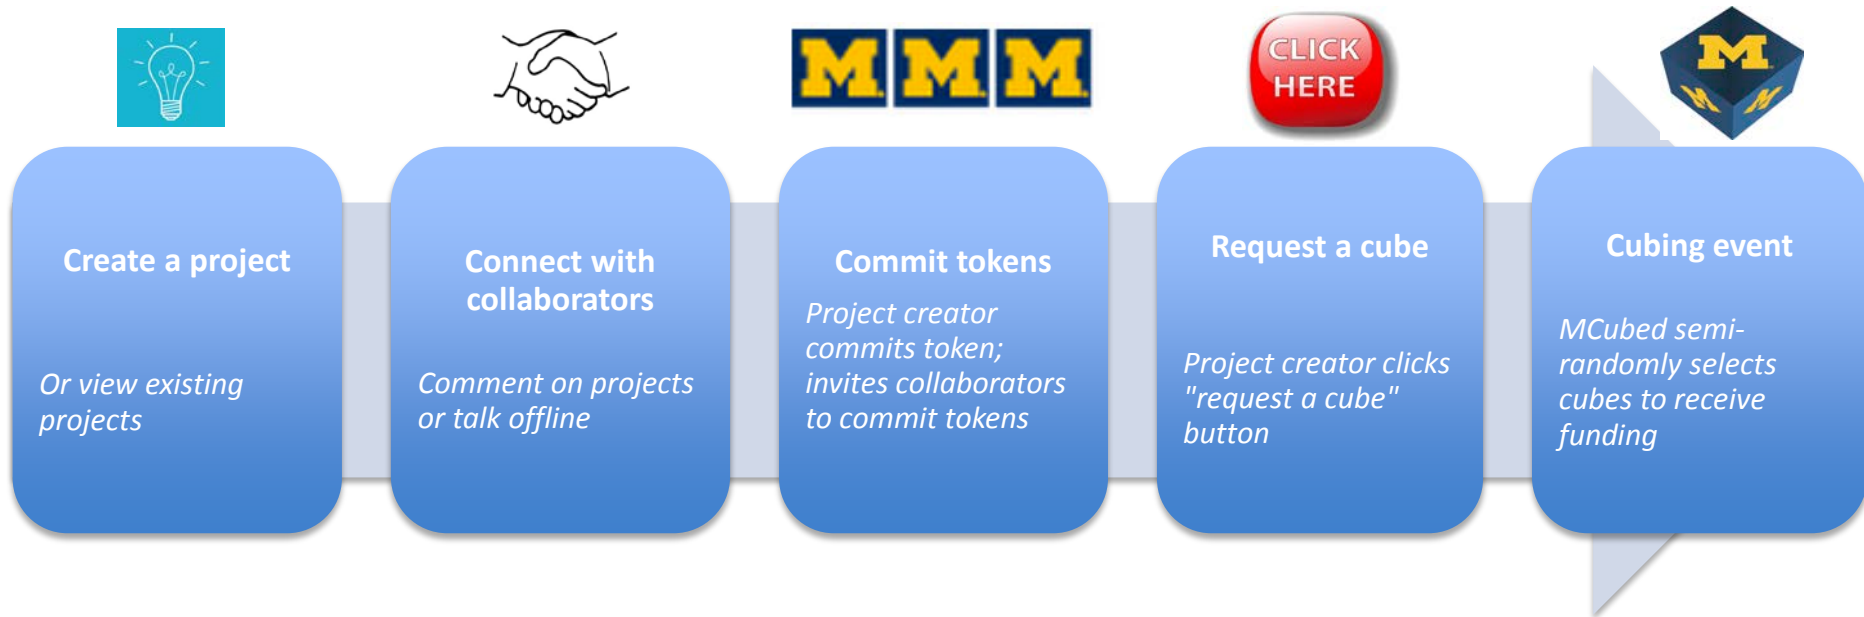 M M M
CLICK
HERE
M
M M
Create a project
Or view existing
projects
Connect with
collaborators
Comment on projects
or talk offline
Commit tokens
Project creator
commits token;
invites collaborators
to commit tokens
Request a cube
Project creator clicks
"request a cube"
button
Cubing event
MCubed semi-
randomly selects
cubes to receive
funding